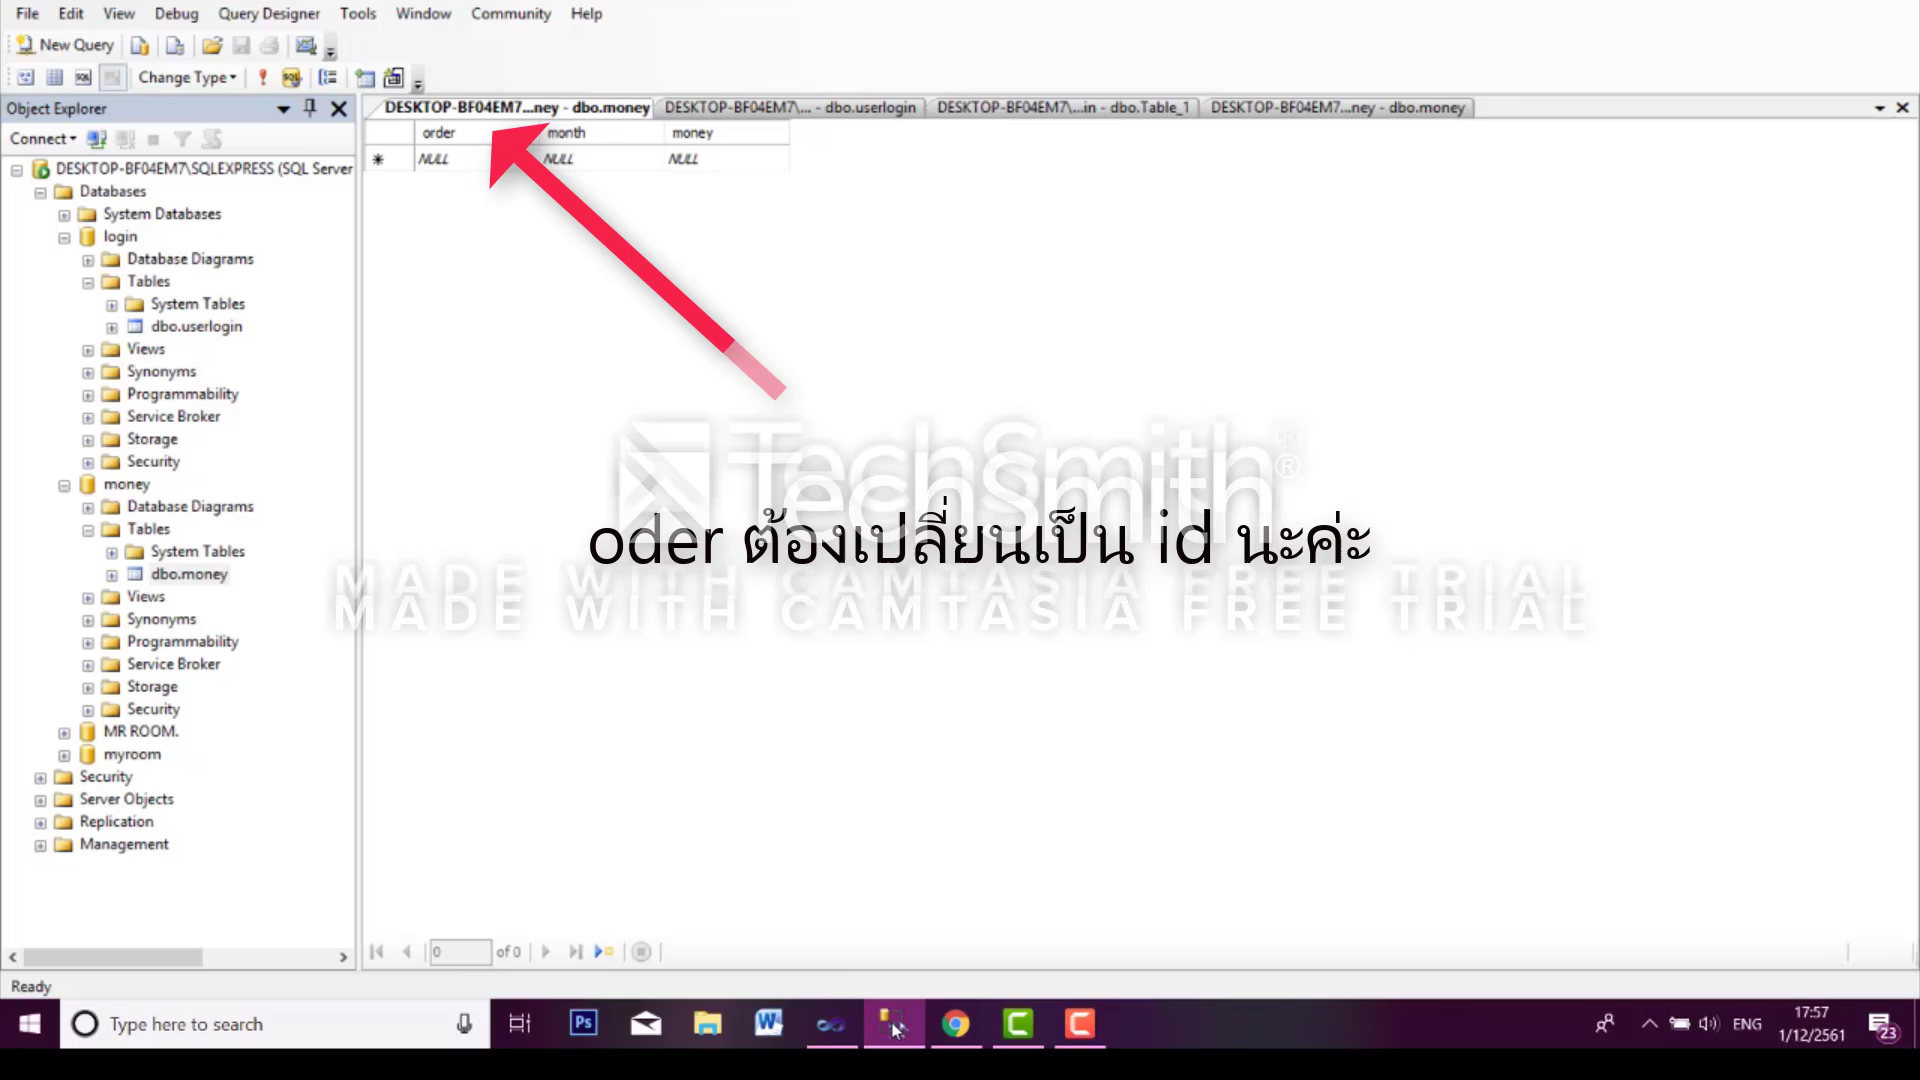 File Edit View Debug Query Designer Tools Window Community Help
New Query
Change Type
Object Explorer
DESKTOP-BF04EM7...ney - dbo.money DESKTOP-BF04EM7\... - dbo.userlogin DESKTOP-BF04EM7\...in - dbo.Table_1 DESKTOP-BF04EM7...ney - dbo.money
Connect
order month money
NULL NULL NULL
DESKTOP-BF04EM7\SQLEXPRESS (SQL Server
Databases
System Databases
login
Database Diagrams
Tables
System Tables
dbo.userlogin
Views
Synonyms
Programmability
Service Broker
Storage
Security
money
Database Diagrams
Tables
System Tables
dbo.money
Views
Synonyms
Programmability
Service Broker
Storage
Security
MR ROOM.
myroom
Security
Server Objects
Replication
Management
TechSmith®
oder ต้องเปลี่ยนเป็น id นะค่ะ
MADE WITH CAMTASIA FREE TRIAL
MADE WITH CAMTASIA FREE TRIAL
0 of 0
Ready
Type here to search
Ps
ENG
17:57
1/12/2561
23